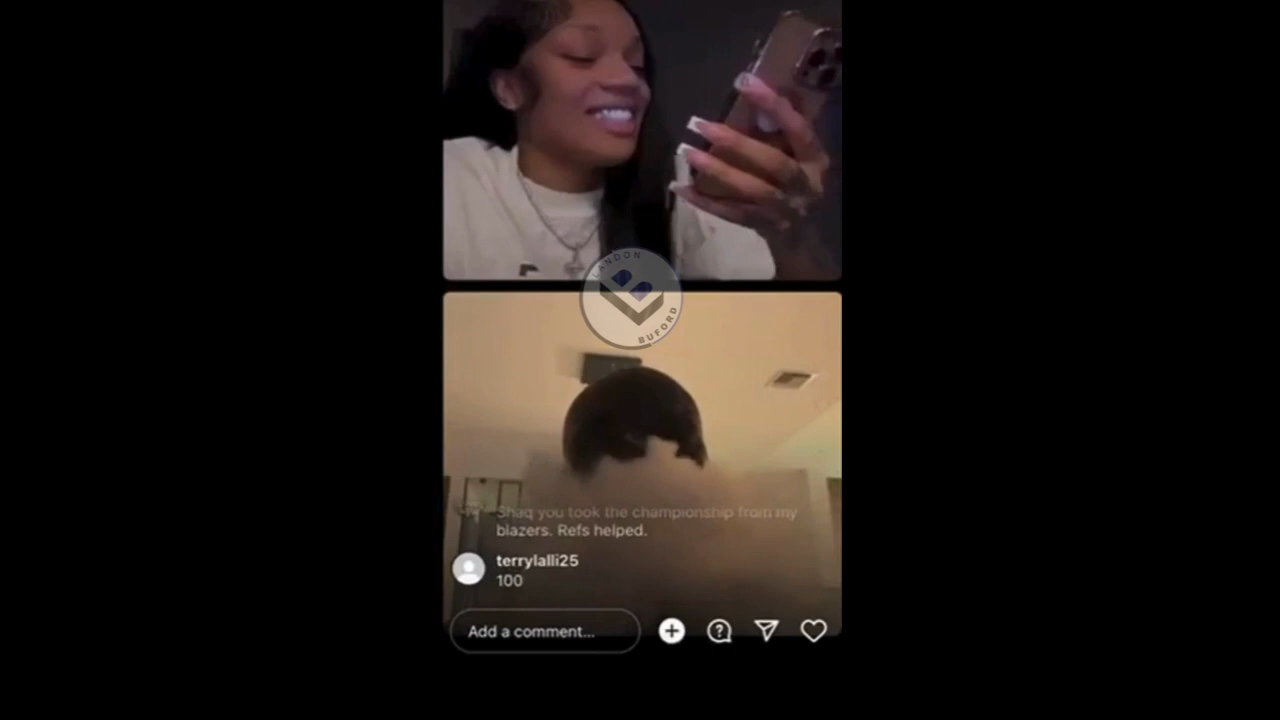 LANDON
BUFORD
Shaq you took the championship from my
blazers. Refs helped.
terrylalli25
100
Add a comment...